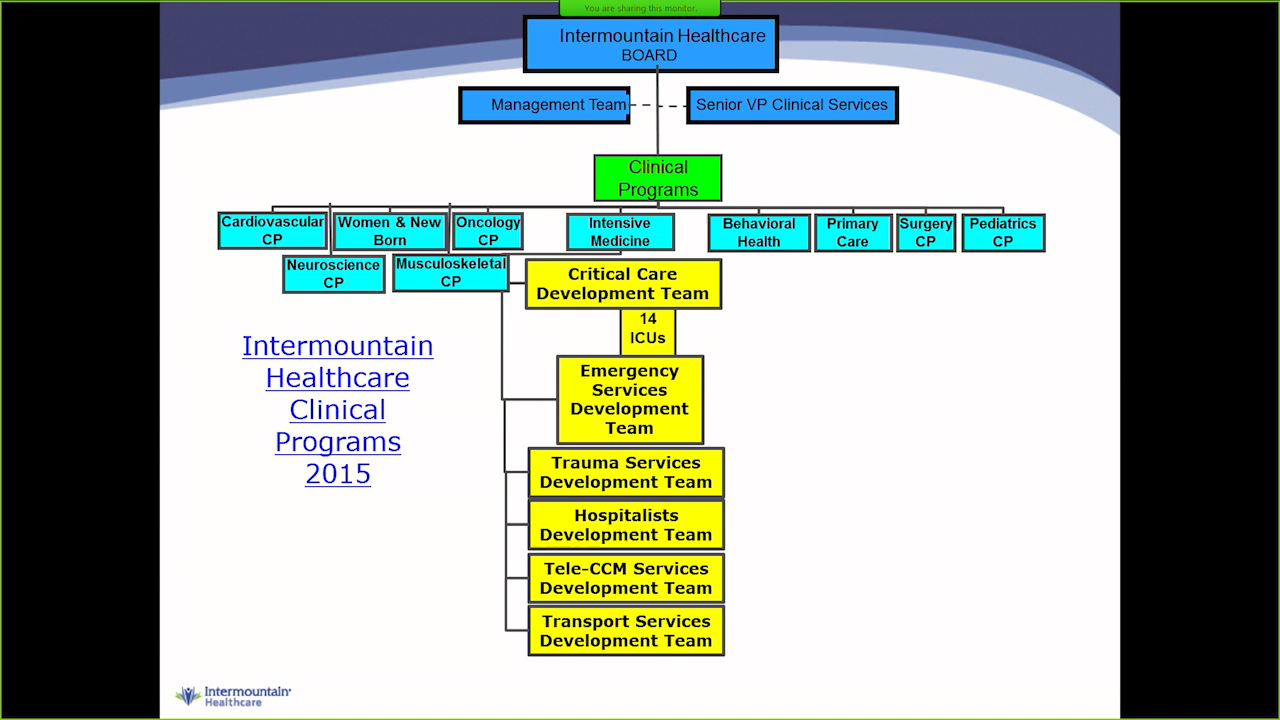 You are sharing this monitor.
Intermountain Healthcare
BOARD
Management Team
Senior VP Clinical Services
Clinical
Programs
Cardiovascular
CP
Women & New
Born
Oncology
CP
Intensive
Medicine
Behavioral
Health
Primary
Care
Surgery
CP
Pediatrics
CP
Neuroscience
CP
Musculoskeletal
CP
Critical Care
Development Team
14
ICUs
Emergency
Services
Development
Team
Trauma Services
Development Team
Hospitalists
Development Team
Tele-CCM Services
Development Team
Transport Services
Development Team
Intermountain
Healthcare
Clinical
Programs
2015
Intermountain
Healthcare